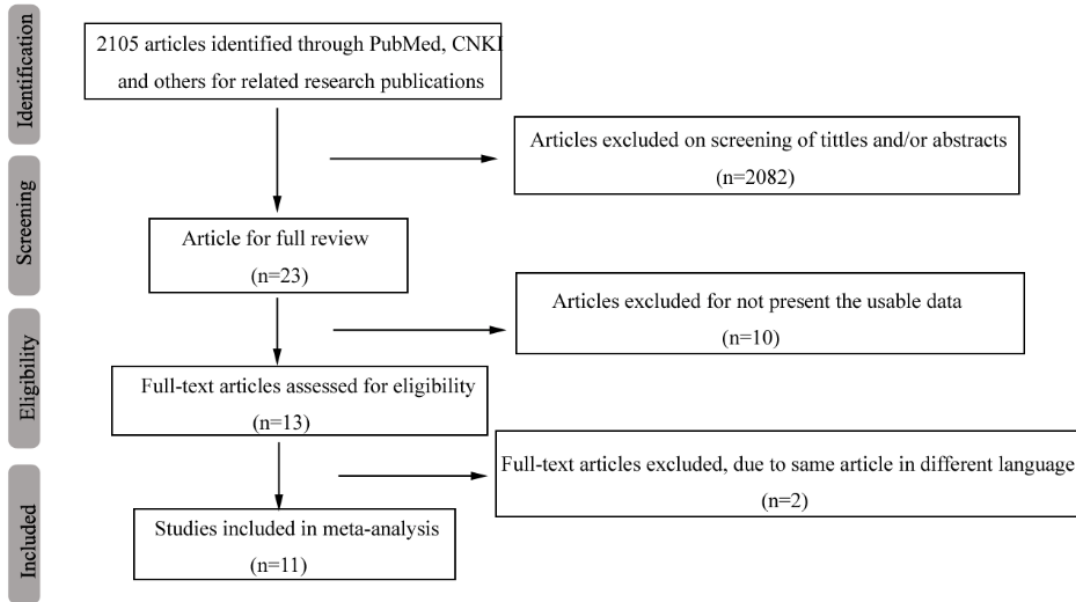 Identification
2105 articles identified through PubMed, CNKI
and others for related research publications
Articles excluded on screening of tittles and/or abstracts
(n=2082)
Screening
Article for full review
(n=23)
Articles excluded for not present the usable data
(n=10)
Eligibility
Full-text articles assessed for eligibility
(n=13)
Full-text articles excluded, due to same article in different language
(n=2)
Included
Studies included in meta-analysis
(n=11)